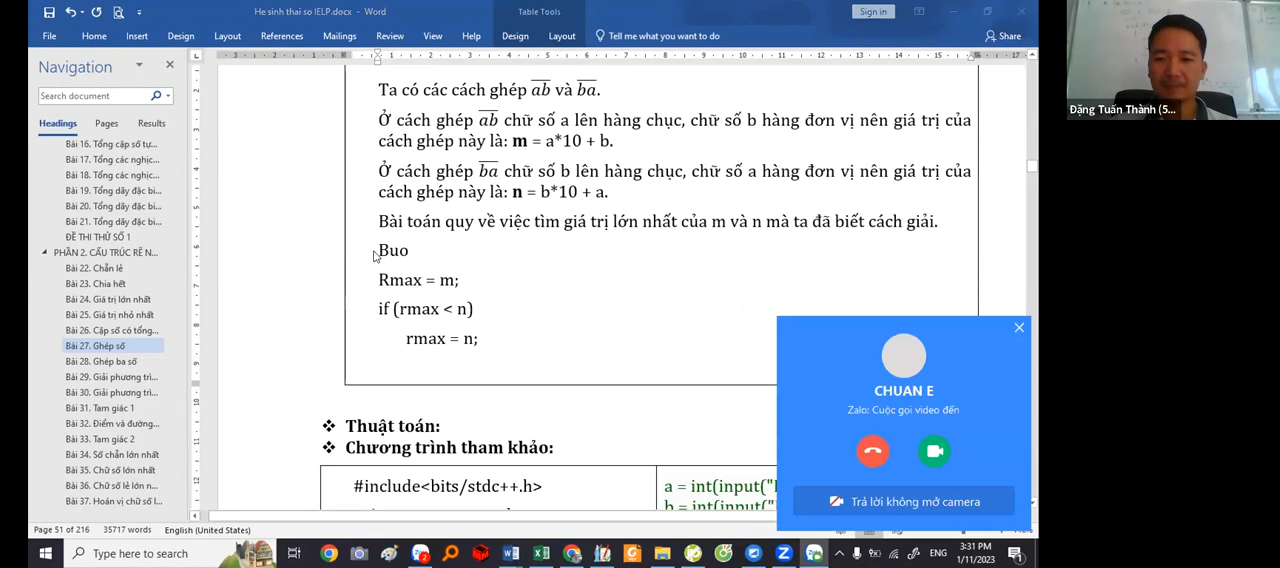 He sinh thai so IELP.docx - Word
Table Tools
Sign in
File
Home
Insert
Design
Layout
References
Mailings
Review
View
Help
Design
Layout
Tell me what you want to do
Share
Navigation
Search document
Headings
Pages
Results
Bài 16. Tổng cập số tự...
Bài 17. Tổng các nghịc...
Bài 18. Tổng các nghịc...
Bài 19. Tổng dãy đặc bi...
Bài 20. Tổng dãy đặc bi...
Bài 21. Tổng dãy đặc bi...
ĐỀ THI THỬ SỐ 1
PHẦN 2. CẤU TRÚC RẼ N...
Bài 22. Chẵn lẻ
Bài 23. Chia hết
Bài 24. Giá trị lớn nhất
Bài 25. Giá trị nhỏ nhất
Bài 26. Cặp số có tổng...
Bài 27. Ghép số
Bài 28. Ghép ba số
Bài 29. Giải phương trì...
Bài 30. Giải phương trì...
Bài 31. Tam giác 1
Bài 32. Điểm và đường...
Bài 33. Tam giác 2
Bài 34. Số chẵn lớn nhất
Bài 35. Chữ số lớn nhất
Bài 36. Chữ số lẻ lớn n...
Bài 37. Hoán vị chữ số l...
Ta có các cách ghép ab và ba.
Ở cách ghép ab chữ số a lên hàng chục, chữ số b hàng đơn vị nên giá trị của
cách ghép này là: m = a*10 + b.
Ở cách ghép ba chữ số b lên hàng chục, chữ số a hàng đơn vị nên giá trị của
cách ghép này là: n = b*10 + a.
Bài toán quy về việc tìm giá trị lớn nhất của m và n mà ta đã biết cách giải.
Buo
Rmax = m;
if (rmax < n)
rmax = n;
❖ Thuật toán:
❖ Chương trình tham khảo:
#include<bits/stdc++.h>
a = int(input("
b = int(input("
CHUAN E
Zalo: Cuộc gọi video đến
Trả lời không mở camera
Đặng Tuấn Thành (5...
Page 51 of 216
35717 words
English (United States)
Type here to search
ENG
3:31 PM
1/11/2023